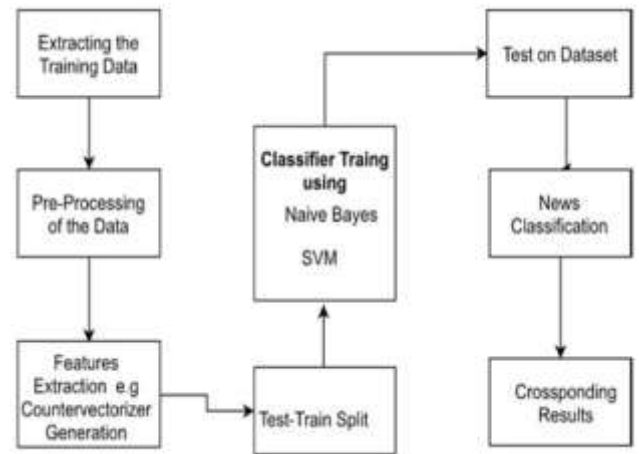 Extracting the
Training Data
Pre-Processing
of the Data
Features
Extraction e.g
Countervectorizer
Generation
Test-Train Split
Classifier Traing
using
Naive Bayes
SVM
Test on Dataset
News
Classification
Crossponding
Results